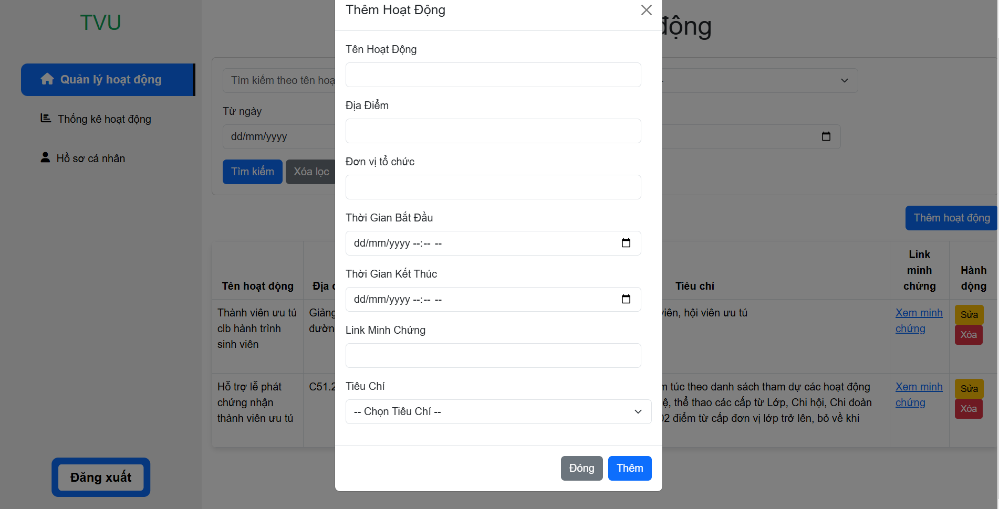 TVU
Quản lý hoạt động
Thống kê hoạt động
Hồ sơ cá nhân
Đăng xuất
động
Tìm kiếm theo tên
Từ ngày
dd/mm/yyyy
Tìm kiếm
Xóa lọc
Thêm hoạt động
Tên hoạt động
Địa
Tiêu chí
Link
minh
chứng
Hành
động
Thành viên ưu tú
clb hành trình
sinh viên
Giảng
viên, hội viên ưu tú
Xem minh
chứng
Sửa
Xóa
Hỗ trợ lễ phát
chứng nhận
thành viên ưu tú
túc theo danh sách tham dự các hoạt động
thể thao các cấp từ Lớp, Chi hội, Chi đoàn
điểm từ cấp đơn vị lớp trở lên, bỏ về khi
Xem minh
chứng
Sửa
Xóa
Thêm Hoạt Động
Tên Hoạt Động
Địa Điểm
Đơn vị tổ chức
Thời Gian Bắt Đầu
dd/mm/yyyy --:-- --
Thời Gian Kết Thúc
dd/mm/yyyy --:-- --
Link Minh Chứng
Tiêu Chí
-- Chọn Tiêu Chí --
Đóng
Thêm